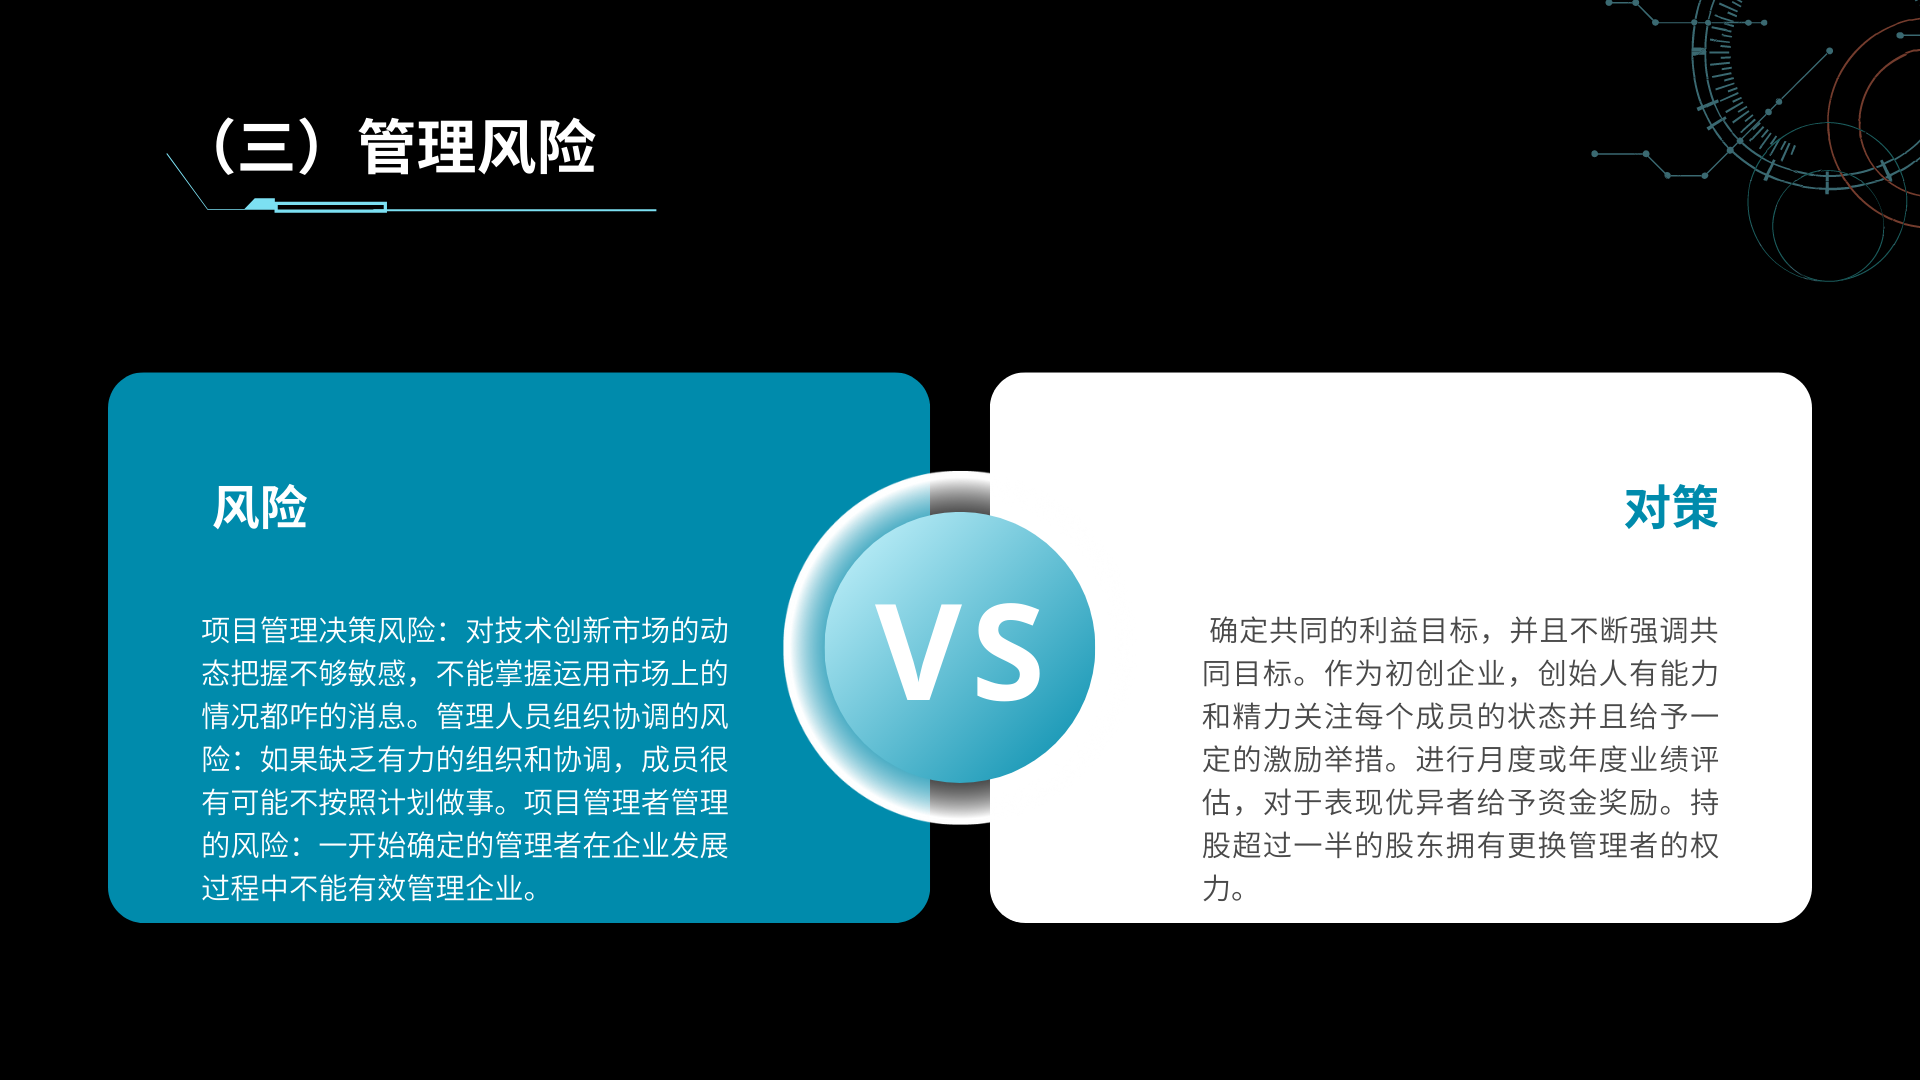 （三）管理风险
风险
项目管理决策风险：对技术创新市场的动
态把握不够敏感，不能掌握运用市场上的
情况都咋的消息。管理人员组织协调的风
险：如果缺乏有力的组织和协调，成员很
有可能不按照计划做事。项目管理者管理
的风险：一开始确定的管理者在企业发展
过程中不能有效管理企业。
VS
对策
确定共同的利益目标，并且不断强调共
同目标。作为初创企业，创始人有能力
和精力关注每个成员的状态并且给予一
定的激励举措。进行月度或年度业绩评
估，对于表现优异者给予资金奖励。持
股超过一半的股东拥有更换管理者的权
力。